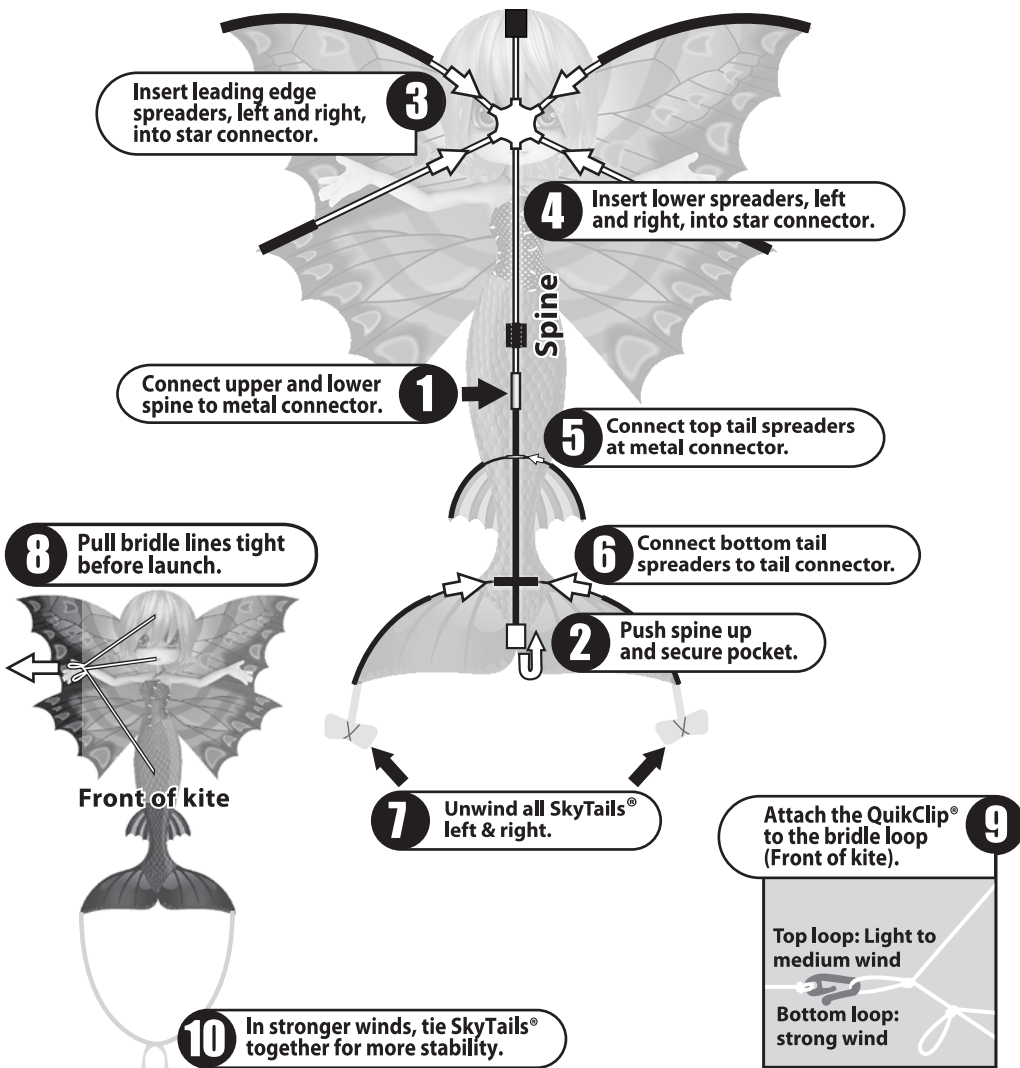 3
Insert leading edge
spreaders, left and right,
into star connector.
4
Insert lower spreaders, left
and right, into star connector.
Spine
1
Connect upper and lower
spine to metal connector.
5
Connect top tail spreaders
at metal connector.
8
Pull bridle lines tight
before launch.
6
Connect bottom tail
spreaders to tail connector.
2
Push spine up
and secure pocket.
Front of kite
7
Unwind all SkyTails®
left & right.
9
Attach the QuikClip®
to the bridle loop
(Front of kite).
Top loop: Light to
medium wind
Bottom loop:
strong wind
10
In stronger winds, tie SkyTails®
together for more stability.